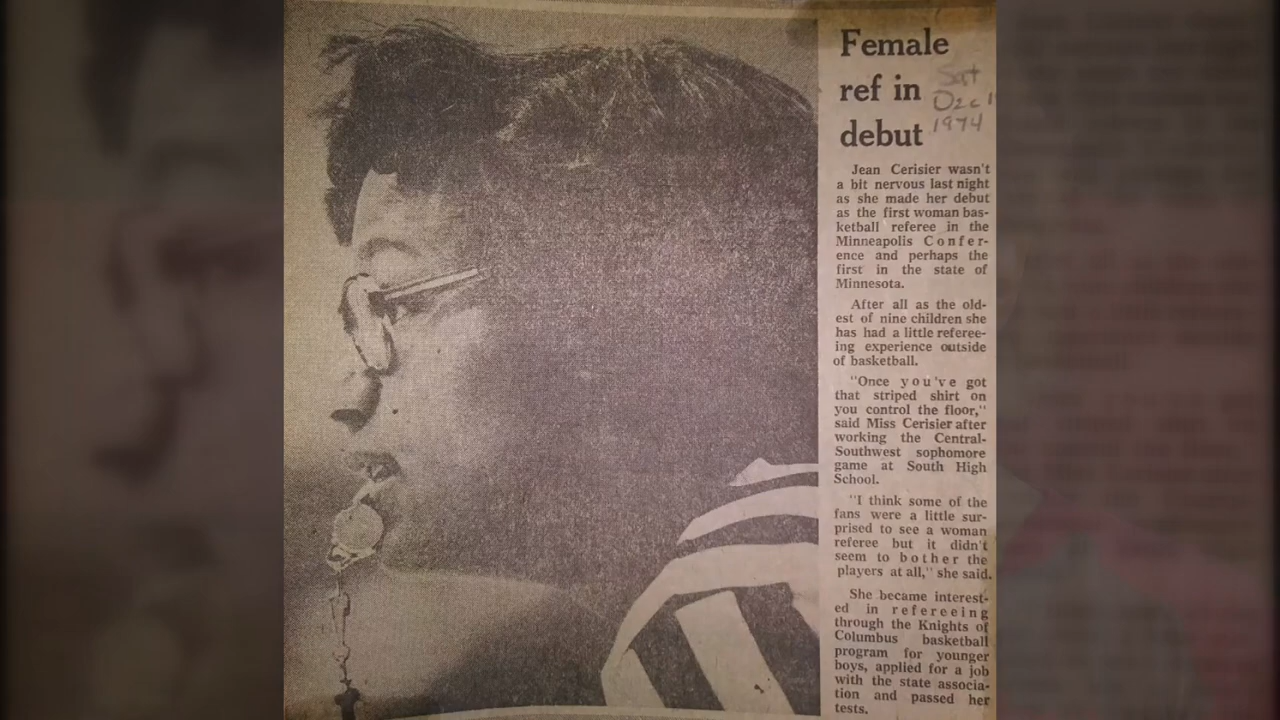 Female
ref in
debut
Sat
Dec 1
1974
Jean Cerisier wasn't
a bit nervous last night
as she made her debut
as the first woman bas-
ketball referee in the
Minneapolis Confer-
ence and perhaps the
first in the state of
Minnesota.
After all as the old-
est of nine children she
has had a little referee-
ing experience outside
of basketball.
"Once you've got
that striped shirt on
you control the floor,"
said Miss Cerisier after
working the Central-
Southwest sophomore
game at South High
School.
"I think some of the
fans were a little sur-
prised to see a woman
referee but it didn't
seem to bother the
players at all," she said.
She became interest-
ed in refereeing
through the Knights of
Columbus basketball
program for younger
boys, applied for a job
with the state associa-
tion and passed her
tests.